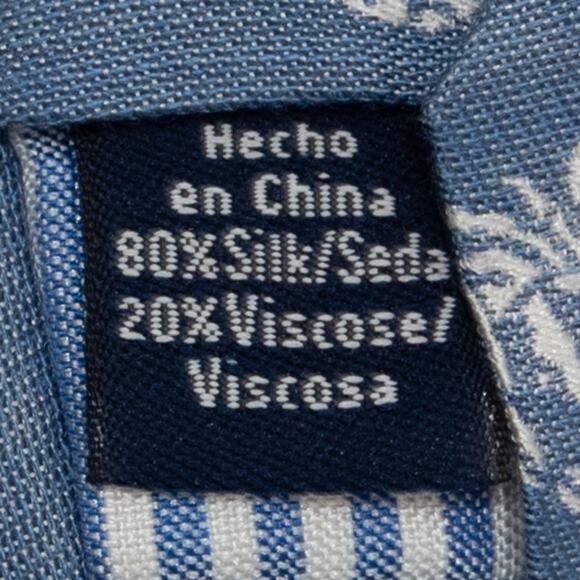 Hecho
en China
80%Silk/Seda
20%Viscose/
Viscosa